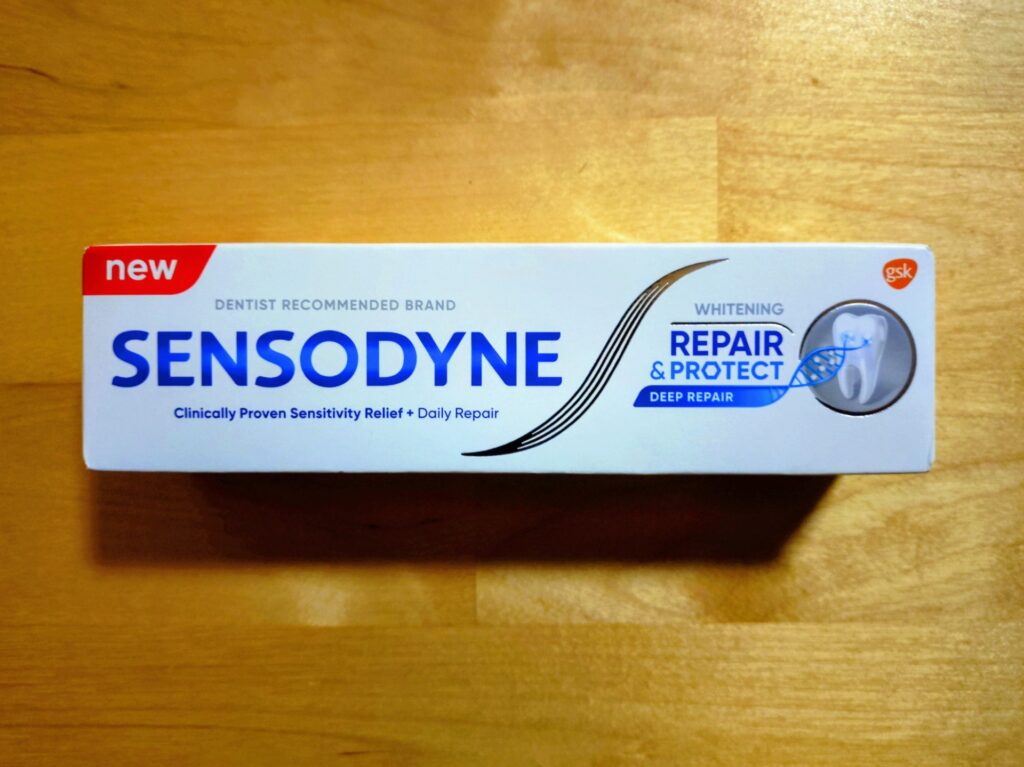 new
DENTIST RECOMMENDED BRAND
SENSODYNE
Clinically Proven Sensitivity Relief + Daily Repair
WHITENING
REPAIR
& PROTECT
DEEP REPAIR
gsk